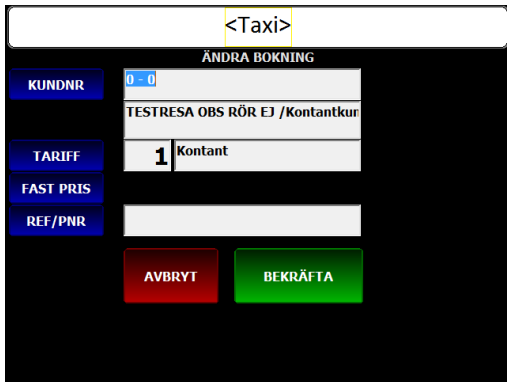 <Taxi>
ÄNDRA BOKNING
KUNDNR
0 - 0
TESTRESA OBS RÖR EJ /Kontantkun
TARIFF
1 Kontant
FAST PRIS
REF/PNR
AVBRYT
BEKRÄFTA